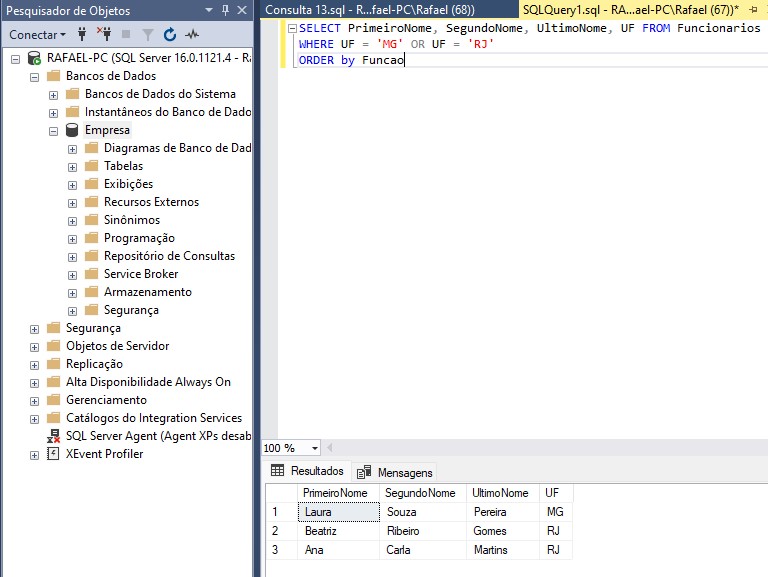 Pesquisador de Objetos
Conectar
RAFAEL-PC (SQL Server 16.0.1121.4 - Ra
Bancos de Dados
Bancos de Dados do Sistema
Instantâneos do Banco de Dado
Empresa
Diagramas de Banco de Dad
Tabelas
Exibições
Recursos Externos
Sinônimos
Programação
Repositório de Consultas
Service Broker
Armazenamento
Segurança
Segurança
Objetos de Servidor
Replicação
Alta Disponibilidade Always On
Gerenciamento
Catálogos do Integration Services
SQL Server Agent (Agent XPs desab
XEvent Profiler
Consulta 13.sql - R...fael-PC\Rafael (68))
SQLQuery1.sql - RA...ael-PC\Rafael (67))*
SELECT PrimeiroNome, SegundoNome, UltimoNome, UF FROM Funcionarios
WHERE UF = 'MG' OR UF = 'RJ'
ORDER by Funcao
100 %
Resultados Mensagens
PrimeiroNome SegundoNome UltimoNome UF
1 Laura Souza Pereira MG
2 Beatriz Ribeiro Gomes RJ
3 Ana Carla Martins RJ